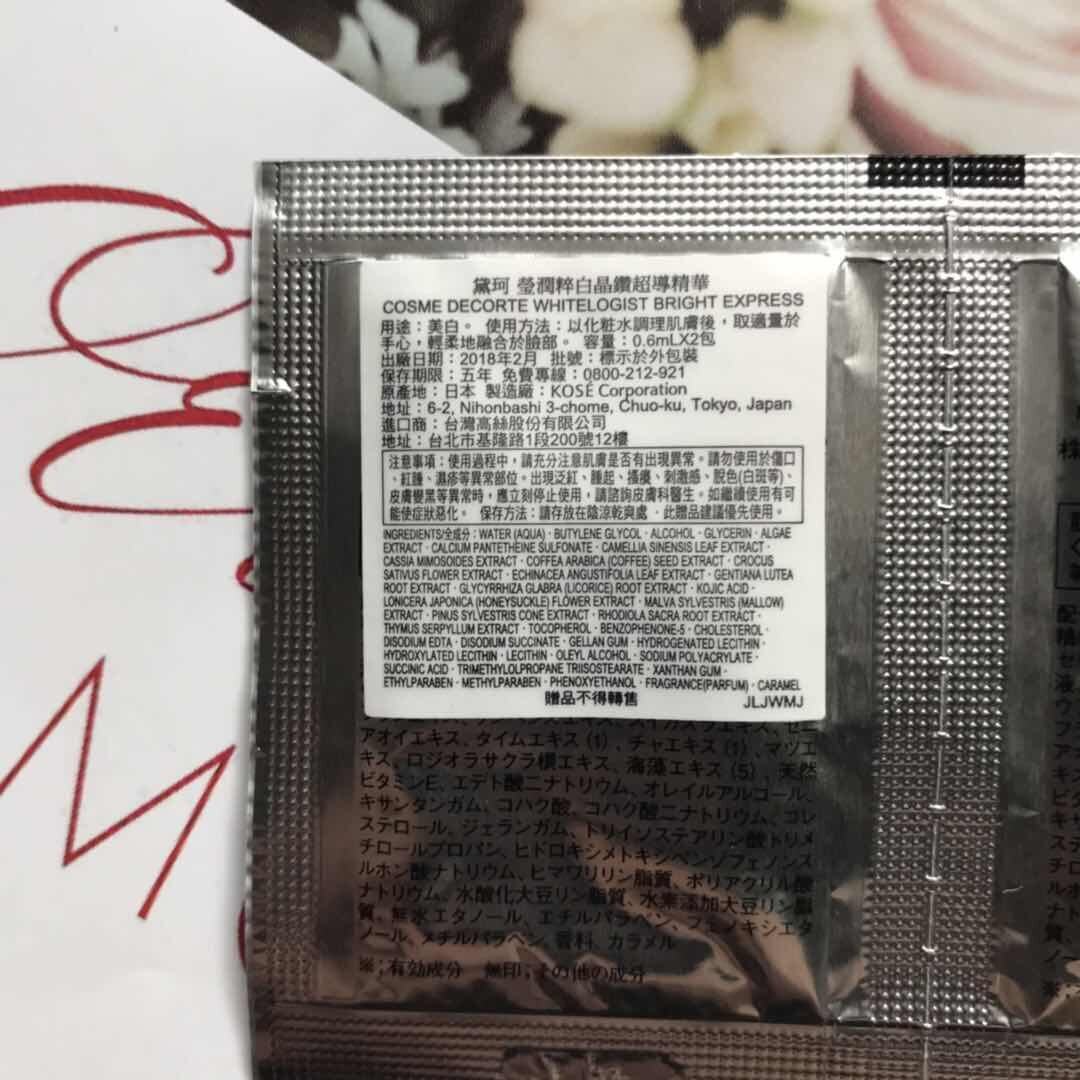 黛珂 瑩潤粹白晶鑽超導精華
COSME DECORTE WHITELOGIST BRIGHT EXPRESS
用途：美白。 使用方法：以化粧水調理肌膚後，取適量於
手心，輕柔地融合於臉部。 容量：0.6mLX2包
出廠日期：2018年2月 批號：標示於外包裝
保存期限：五年 免費專線：0800-212-921
原產地：日本 製造廠：KOSÉ Corporation
地址：6-2, Nihonbashi 3-chome, Chuo-ku, Tokyo, Japan
進口商：台灣高絲股份有限公司
地址：台北市基隆路1段200號12樓
注意事項：使用過程中，請充分注意肌膚是否有出現異常。請勿使用於傷口
、紅腫、濕疹等異常部位。出現泛紅、腫起、搔癢、刺激感、脫色(白斑等)、
皮膚變黑等異常時，應立刻停止使用，請諮詢皮膚科醫生。如繼續使用有可
能使症狀惡化。 保存方法：請存放在陰涼乾爽處 · 此贈品建議優先使用。
INGREDIENTS/全成分：WATER (AQUA) · BUTYLENE GLYCOL · ALCOHOL · GLYCERIN · ALGAE
EXTRACT · CALCIUM PANTETHEINE SULFONATE · CAMELLIA SINENSIS LEAF EXTRACT ·
CASSIA MIMOSOIDES EXTRACT · COFFEA ARABICA (COFFEE) SEED EXTRACT · CROCUS
SATIVUS FLOWER EXTRACT · ECHINACEA ANGUSTIFOLIA LEAF EXTRACT · GENTIANA LUTEA
ROOT EXTRACT · GLYCYRRHIZA GLABRA (LICORICE) ROOT EXTRACT · KOJIC ACID ·
LONICERA JAPONICA (HONEYSUCKLE) FLOWER EXTRACT · MALVA SYLVESTRIS (MALLOW)
EXTRACT · PINUS SYLVESTRIS CONE EXTRACT · RHODIOLA SACRA ROOT EXTRACT ·
THYMUS SERPYLLUM EXTRACT · TOCOPHEROL · BENZOPHENONE-5 · CHOLESTEROL ·
DISODIUM EDTA · DISODIUM SUCCINATE · GELLAN GUM · HYDROGENATED LECITHIN ·
HYDROXYLATED LECITHIN · LECITHIN · OLEYL ALCOHOL · SODIUM POLYACRYLATE ·
SUCCINIC ACID · TRIMETHYLOLPROPANE TRIISOSTEARATE · XANTHAN GUM ·
ETHYLPARABEN · METHYLPARABEN · PHENOXYETHANOL · FRAGRANCE(PARFUM) · CARAMEL
贈品不得轉售 JLJWMJ
アオイエキス、タイムエキス (1)、チャエキス (1)、マツエ
キス、ロジオラサクラ根エキス、海藻エキス (5)、天然
ビタミンE、エデト酸二ナトリウム、オレイルアルコール、
キサンタンガム、コハク酸、コハク酸二ナトリウム、コレ
ステロール、ジェランガム、トリイソステアリン酸トリメ
チロールプロパン、ヒドロキシメトキシベンゾフェノンス
ルホン酸ナトリウム、ヒマワリリン脂質、ポリアクリル酸
ナトリウム、水酸化大豆リン脂質、水素添加大豆リン脂
質、無水エタノール、エチルパラベン、フェノキシエタ
ノール、メチルパラベン、香料、カラメル
※；有効成分 無印；その他の成分